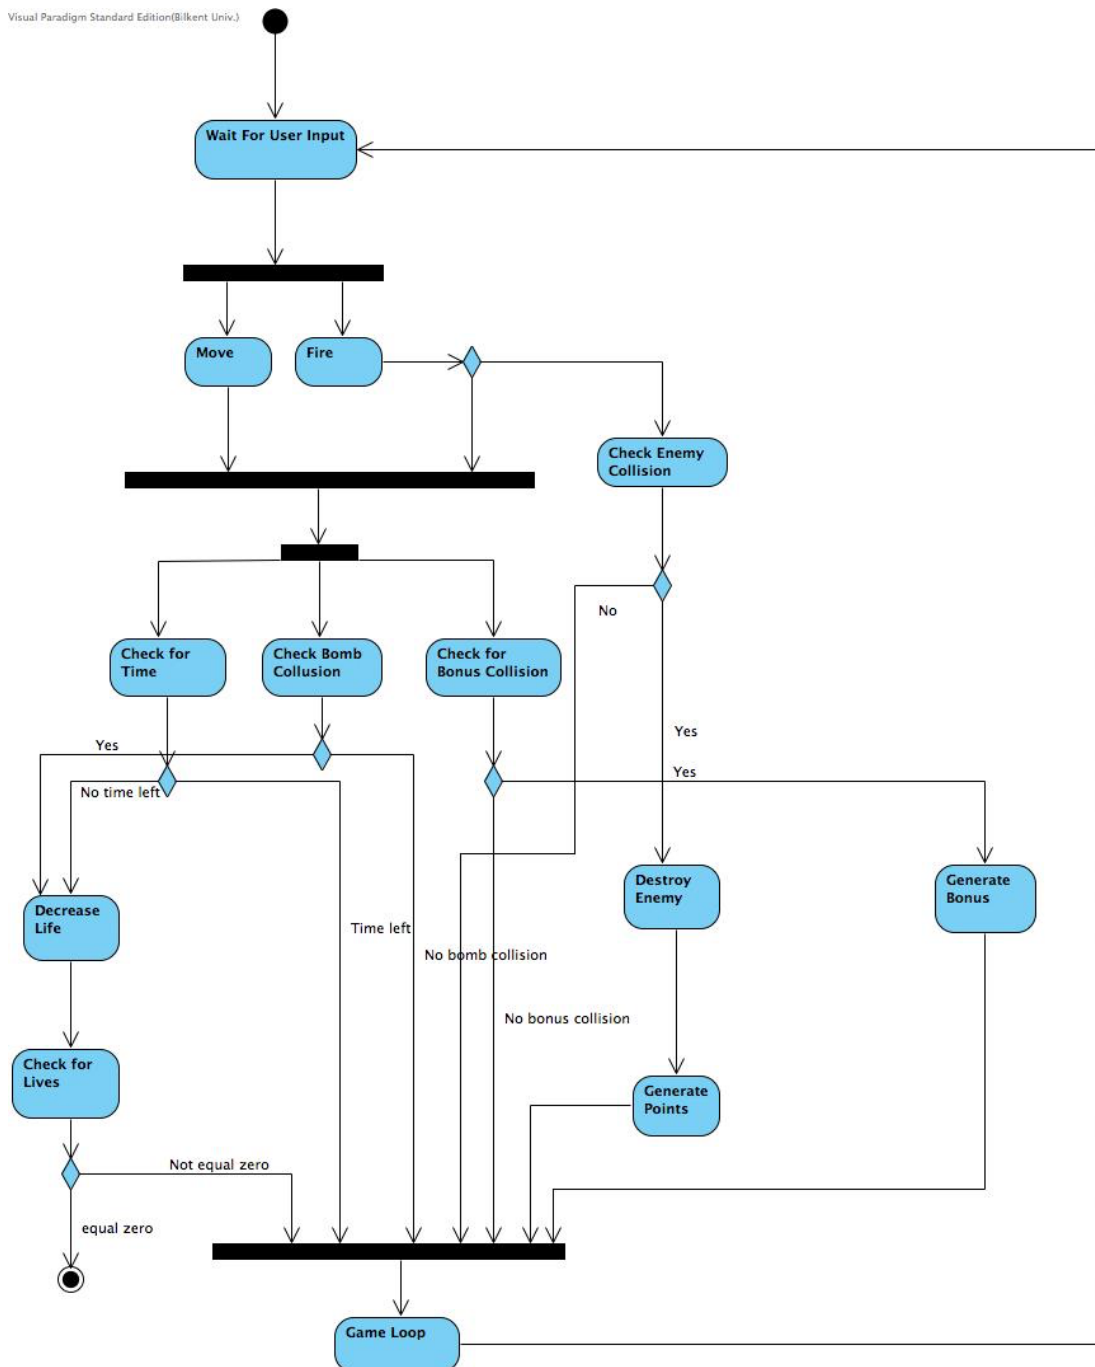 Visual Paradigm Standard Edition(Bilkent Univ.)
Wait For User Input
Move
Fire
Check Enemy
Collision
No
Check for
Time
Check Bomb
Collusion
Check for
Bonus Collision
Yes
Yes
Yes
No time left
Decrease
Life
Destroy
Enemy
Generate
Bonus
Time left
No bomb collision
No bonus collision
Check for
Lives
Generate
Points
Not equal zero
equal zero
Game Loop